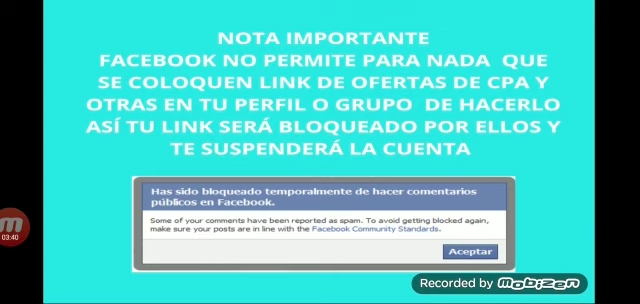 NOTA IMPORTANTE
FACEBOOK NO PERMITE PARA NADA QUE
SE COLOQUEN LINK DE OFERTAS DE CPA Y
OTRAS EN TU PERFIL O GRUPO DE HACERLO
ASÍ TU LINK SERÁ BLOQUEADO POR ELLOS Y
TE SUSPENDERÁ LA CUENTA
Has sido bloqueado temporalmente de hacer comentarios
públicos en Facebook.
Some of your comments have been reported as spam. To avoid getting blocked again,
make sure your posts are in line with the Facebook Community Standards.
Aceptar
03:40
Recorded by mobizen